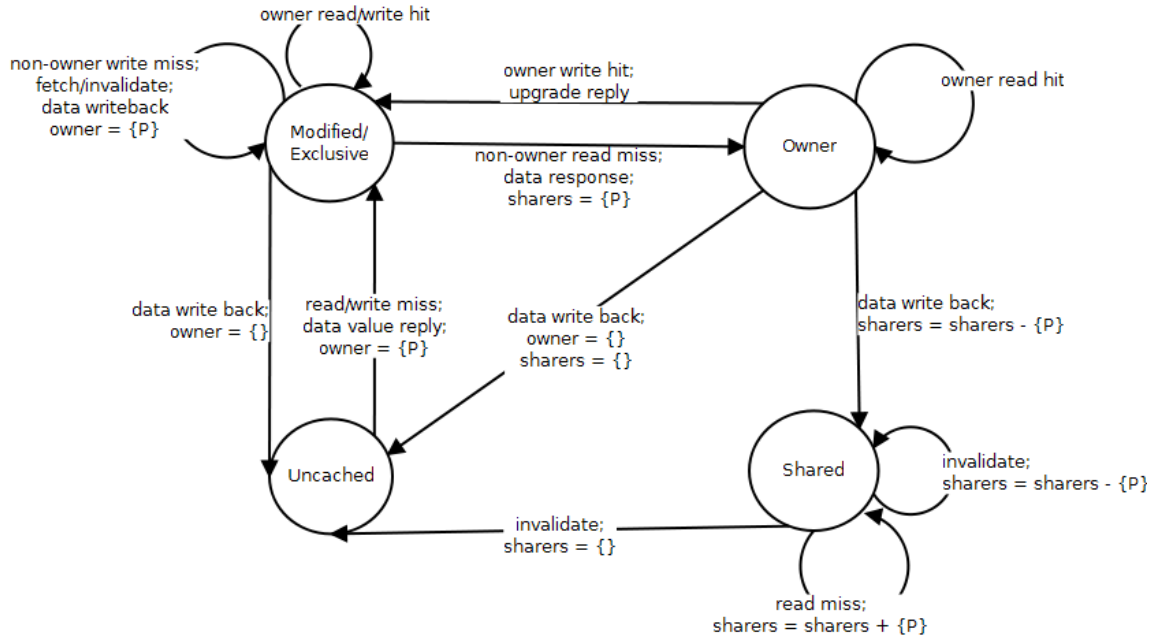 owner read/write hit
non-owner write miss;
fetch/invalidate;
data writeback
owner = {P}
owner write hit;
upgrade reply
owner read hit
Modified/
Exclusive
Owner
non-owner read miss;
data response;
sharers = {P}
data write back;
owner = {}
read/write miss;
data value reply;
owner = {P}
data write back;
owner = {}
sharers = {}
data write back;
sharers = sharers - {P}
Uncached
Shared
invalidate;
sharers = sharers - {P}
invalidate;
sharers = {}
read miss;
sharers = sharers + {P}